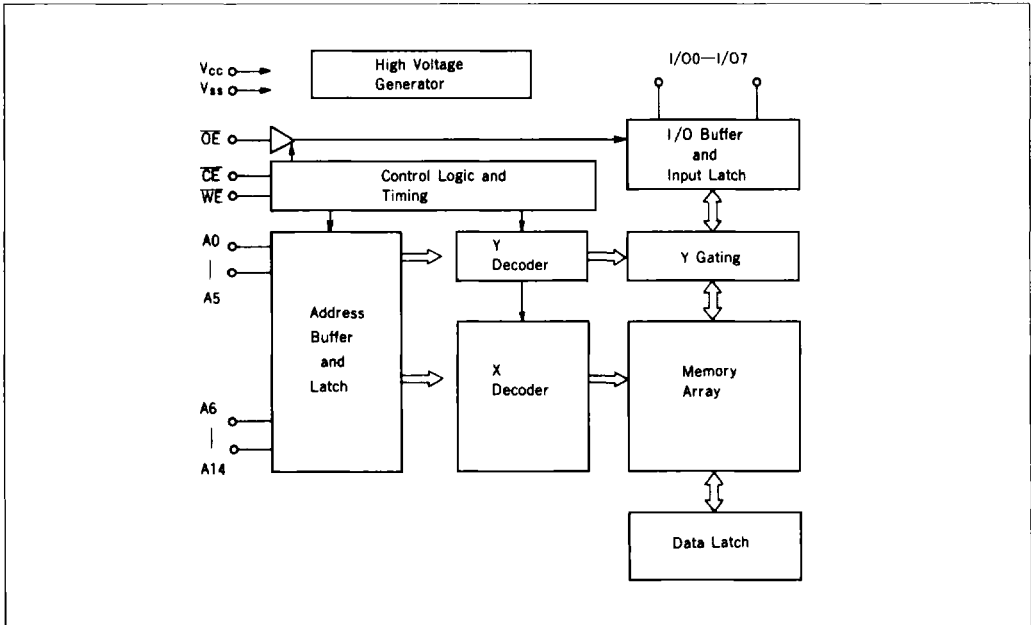 Vcc
Vss
High Voltage
Generator
I/O0—I/O7
OE
I/O Buffer
and
Input Latch
CE
WE
Control Logic and
Timing
A0
|
A5
Y
Decoder
Y Gating
Address
Buffer
and
Latch
X
Decoder
Memory
Array
A6
|
A14
Data Latch